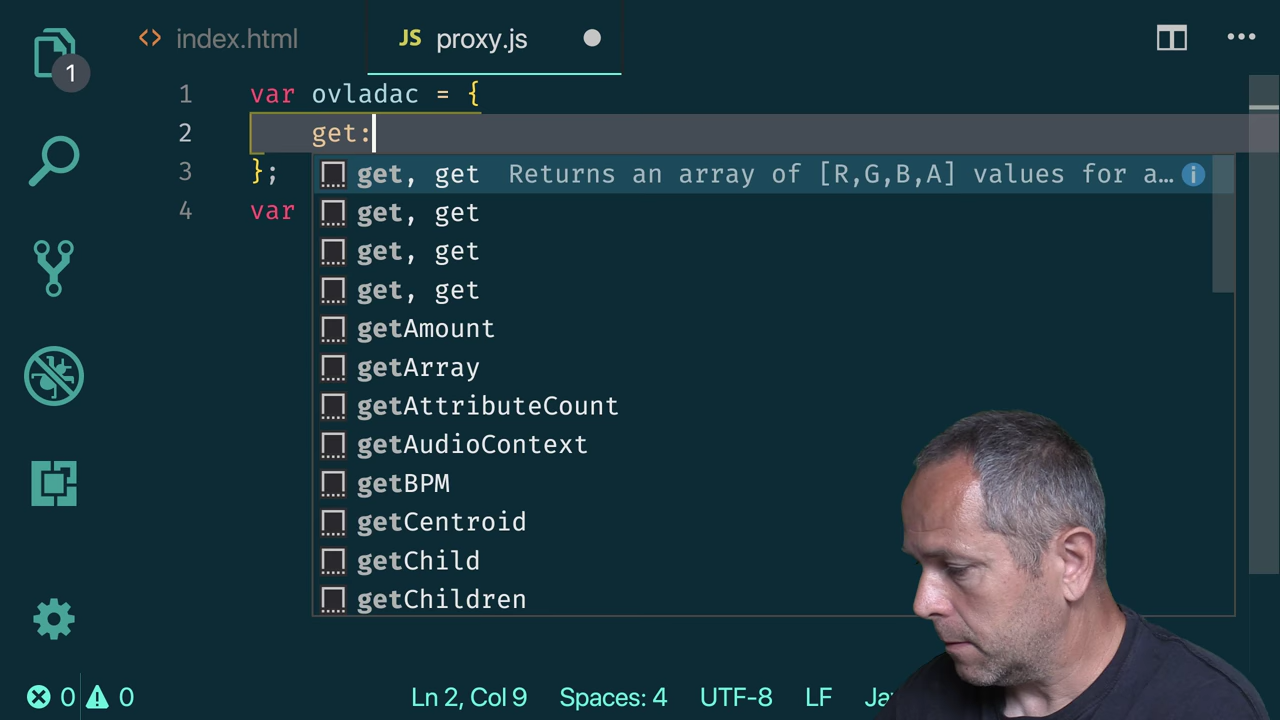 index.html
JS proxy.js
1
1 var ovladac = {
2 get:
3 };
4 var
get, get Returns an array of [R,G,B,A] values for a…
get, get
get, get
get, get
getAmount
getArray
getAttributeCount
getAudioContext
getBPM
getCentroid
getChild
getChildren
0 0 Ln 2, Col 9 Spaces: 4 UTF-8 LF